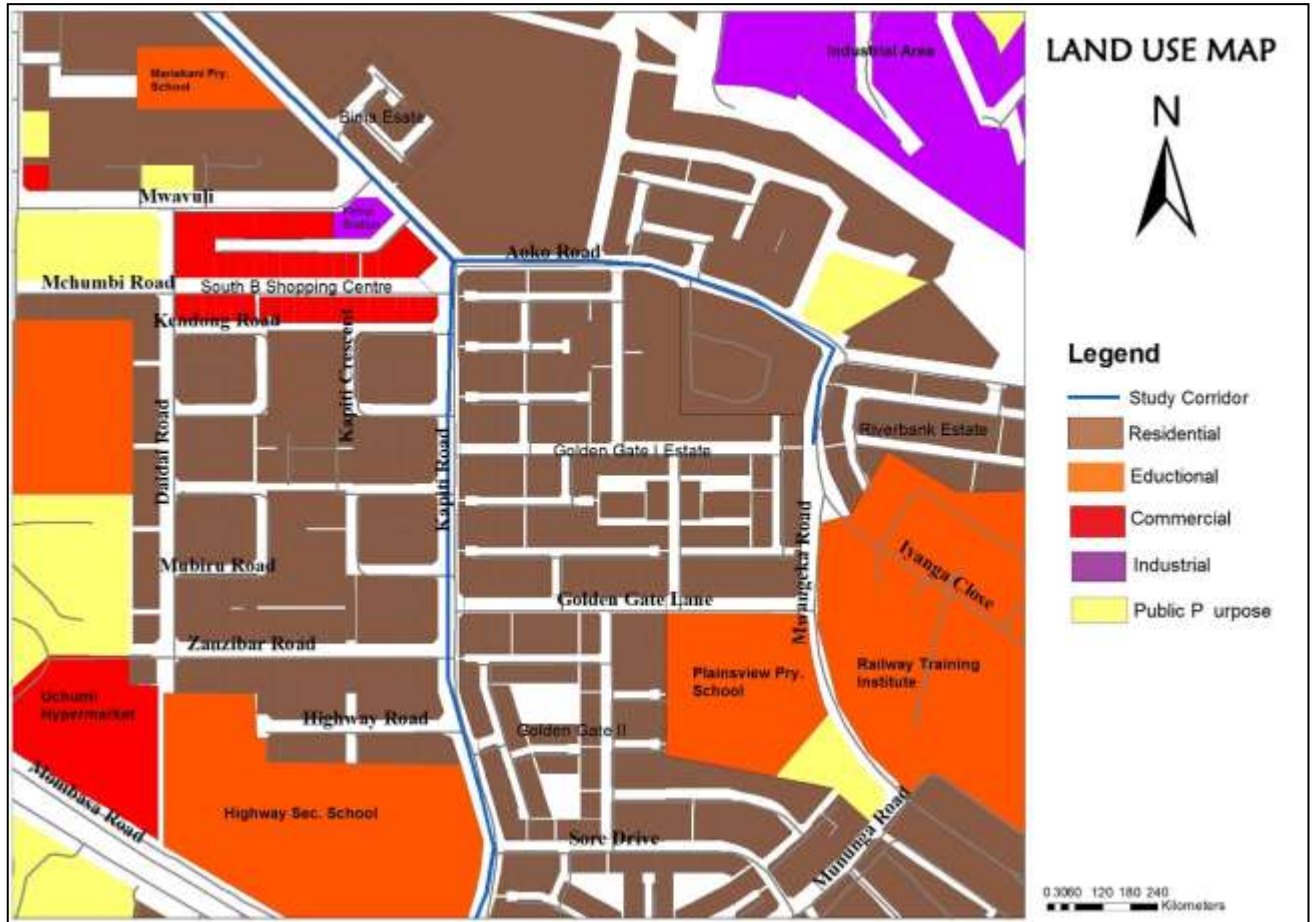 LAND USE MAP
N
Industrial Area
Mariakani Pry.
School
Bima Esate
Mwavuli
Aoko Road
Mchumbi Road
South B Shopping Centre
Kendong Road
Kapiti Crescent
Daidai Road
Kapiti Road
Golden Gate I Estate
Riverbank Estate
Mubiru Road
Golden Gate Lane
Mwangeka Road
Iyanga Close
Zanzibar Road
Plainsview Pry.
School
Railway Training
Institute
Uchumi
Hypermarket
Highway Road
Golden Gate II
Mombasa Road
Highway Sec. School
Sore Drive
Mununga Road
Legend
Study Corridor
Residential
Eductional
Commercial
Industrial
Public P urpose
0 3060 120 180 240
Kilometers